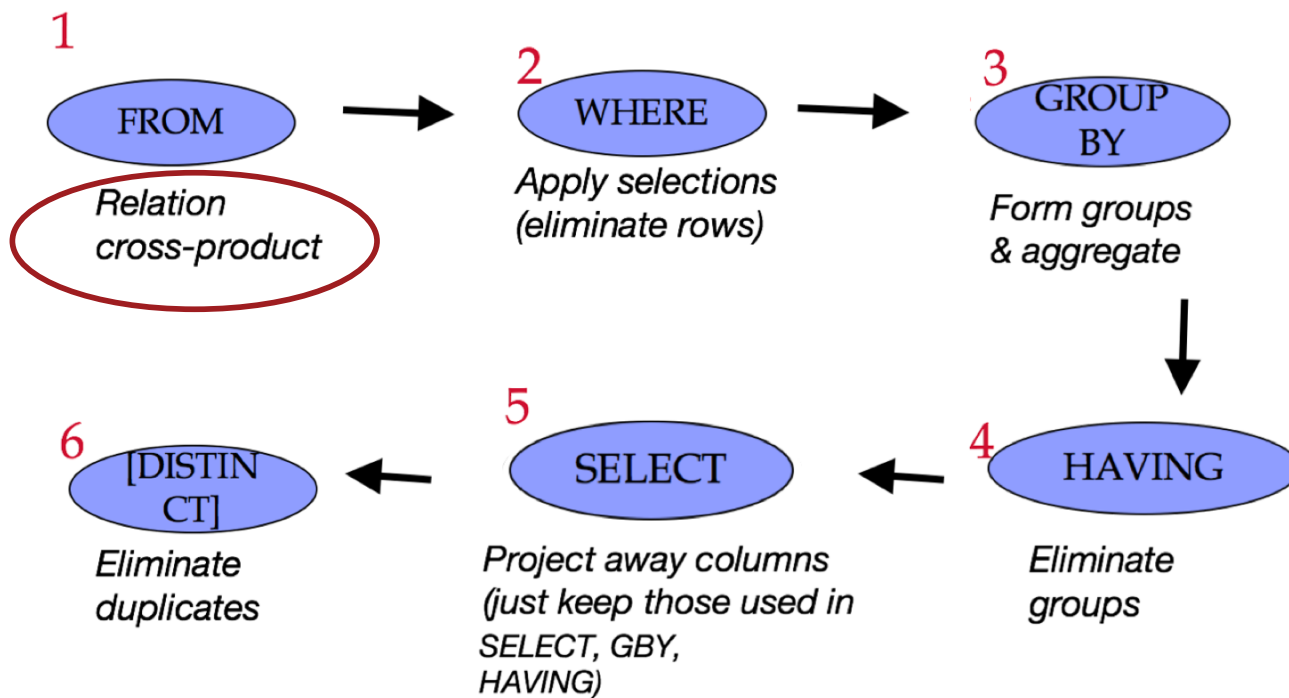 1
FROM
Relation
cross-product
2
WHERE
Apply selections
(eliminate rows)
3
GROUP
BY
Form groups
& aggregate
4
HAVING
Eliminate
groups
5
SELECT
Project away columns
(just keep those used in
SELECT, GBY,
HAVING)
6
[DISTIN
CT]
Eliminate
duplicates